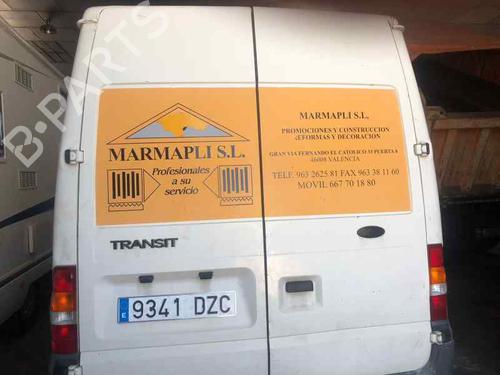 MARMAPLI S.L.
Profesionales
a su
servicio
MARMAPLI S.L,
PROMOCIONES Y CONSTRUCCION
REFORMAS Y DECORACION
GRAN VIA FERNANDO EL CATOLICO
46008 VALENCIA
TELF. 963 2625 81 FAX 963 38 11 60
MOVIL 667 70 18 80
TRANSIT
E
9341 DZC
B-PARTS